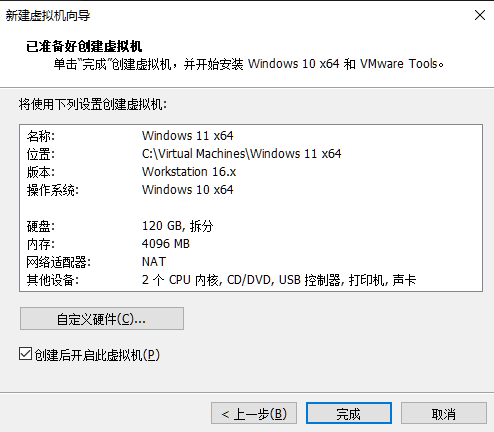 新建虚拟机向导
已准备好创建虚拟机
单击“完成”创建虚拟机，并开始安装 Windows 10 x64 和 VMware Tools。
将使用下列设置创建虚拟机:
名称: Windows 11 x64
位置: C:\Virtual Machines\Windows 11 x64
版本: Workstation 16.x
操作系统: Windows 10 x64
硬盘: 120 GB, 拆分
内存: 4096 MB
网络适配器: NAT
其他设备: 2 个 CPU 内核, CD/DVD, USB 控制器, 打印机, 声卡
自定义硬件(C)...
创建后开启此虚拟机(P)
< 上一步(B) 完成 取消